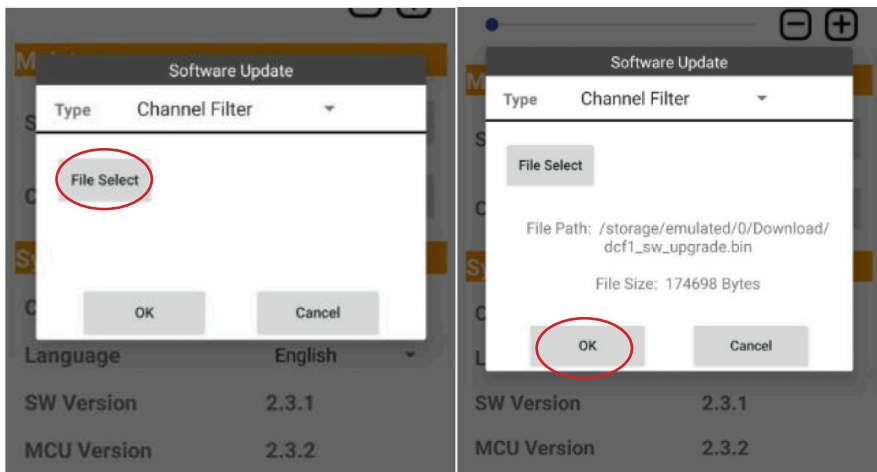 Software Update
Type Channel Filter
File Select
OK Cancel
Language English
SW Version 2.3.1
MCU Version 2.3.2
Software Update
Type Channel Filter
File Select
File Path: /storage/emulated/0/Download/
dcf1_sw_upgrade.bin
File Size: 174698 Bytes
OK Cancel
SW Version 2.3.1
MCU Version 2.3.2